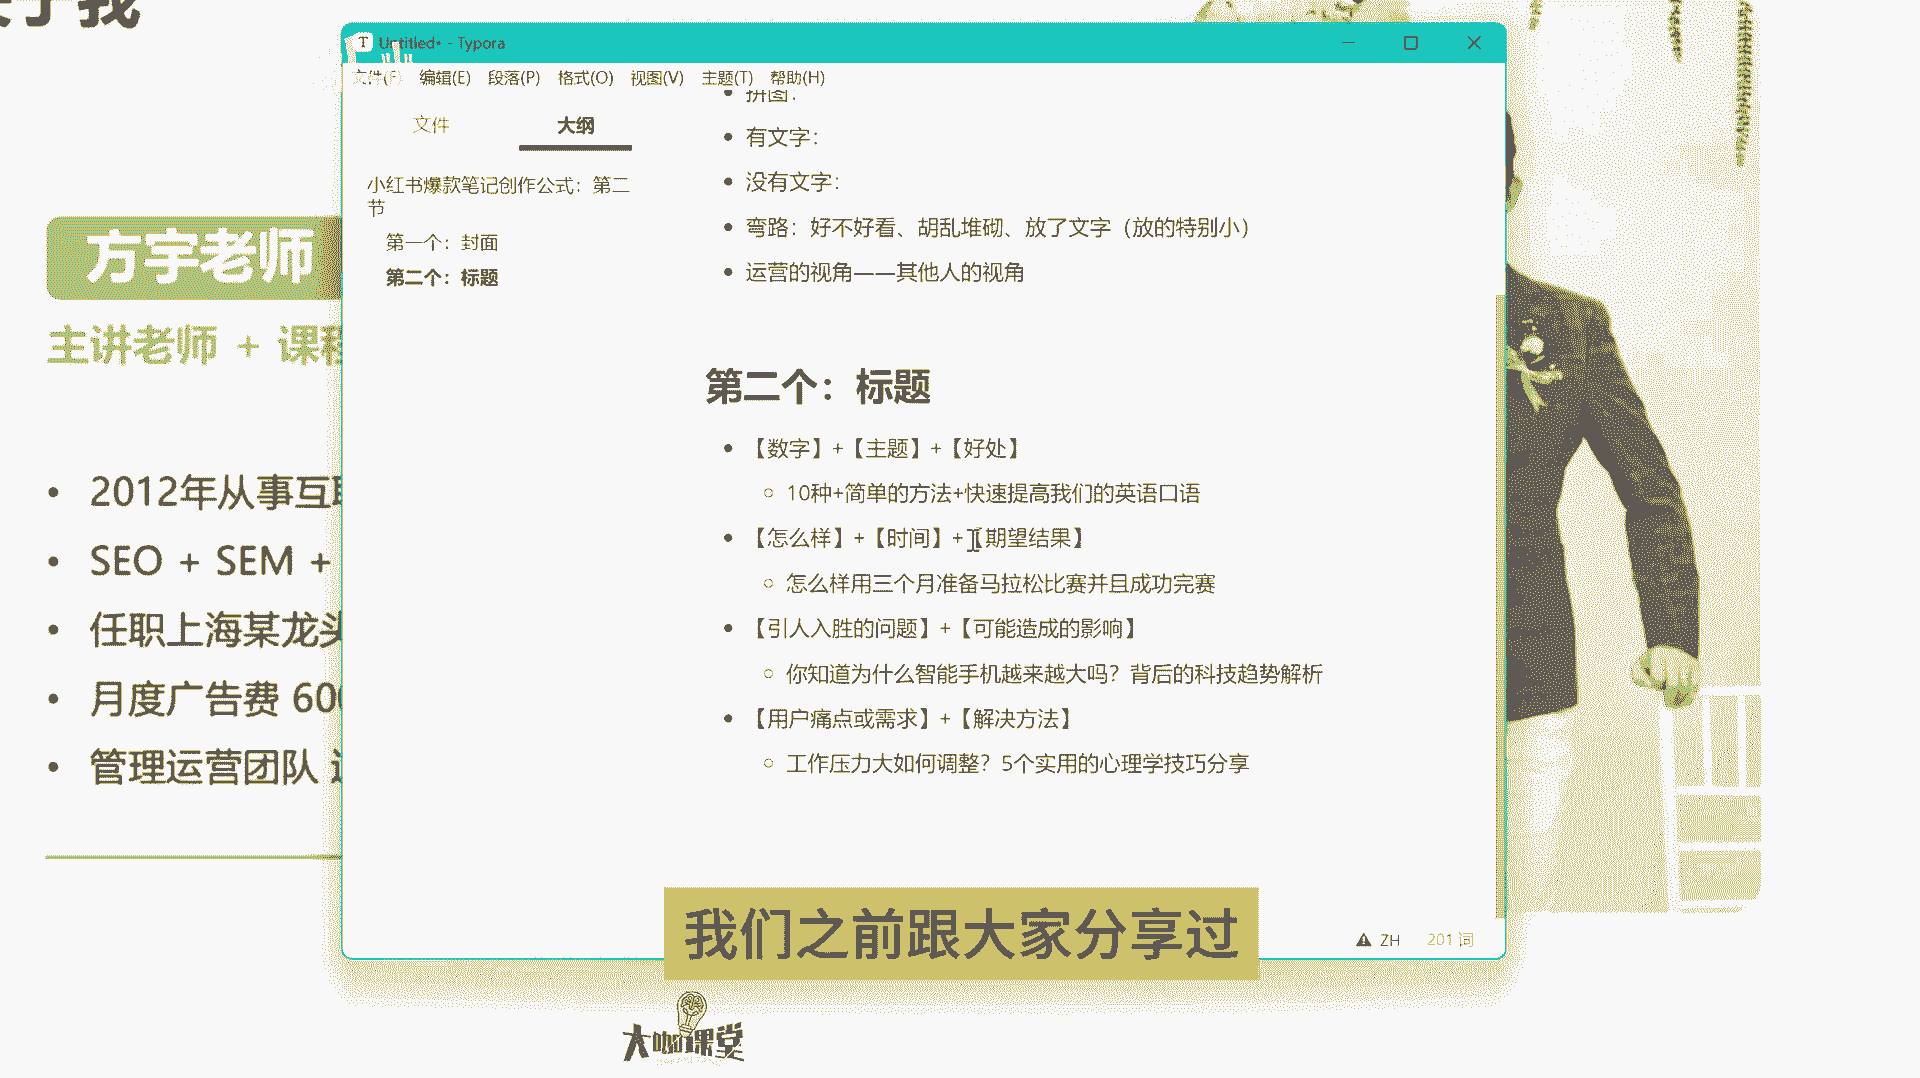 Untitled• - Typora
文件(F) 编辑(E) 段落(P) 格式(O) 视图(V) 主题(T) 帮助(H)
文件 大纲
小红书爆款笔记创作公式：第二
节
第一个：封面
第二个：标题
拼图：
有文字：
没有文字：
弯路：好不好看、胡乱堆砌、放了文字（放的特别小）
运营的视角——其他人的视角
第二个：标题
【数字】+【主题】+【好处】
10种+简单的方法+快速提高我们的英语口语
【怎么样】+【时间】+【期望结果】
怎么样用三个月准备马拉松比赛并且成功完赛
【引人入胜的问题】+【可能造成的影响】
你知道为什么智能手机越来越大吗？背后的科技趋势解析
【用户痛点或需求】+【解决方法】
工作压力大如何调整？5个实用的心理学技巧分享
ZH 201 词
方宇老师
主讲老师 + 课程
2012年从事互联
SEO + SEM +
任职上海某龙头
月度广告费 600
管理运营团队
我们之前跟大家分享过
大咖课堂